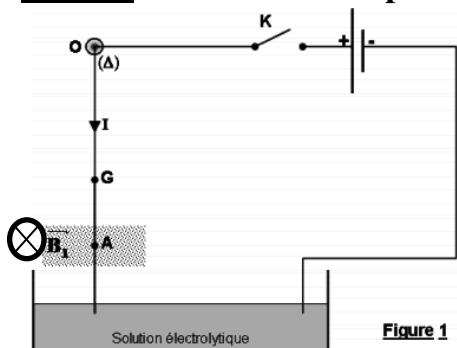 K
+ -
O
(Δ)
I
G
B₁ A
Solution électrolytique
Figure 1